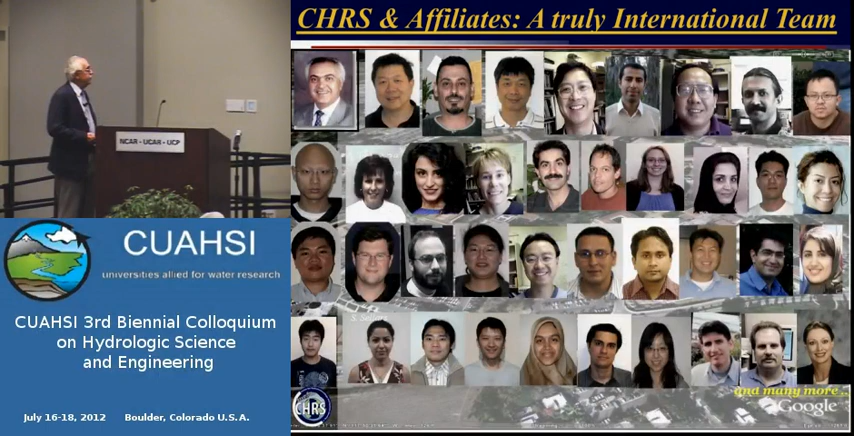 CHRS & Affiliates: A truly International Team
NCAR - UCAR - UCP
CUAHSI
universities allied for water research
CUAHSI 3rd Biennial Colloquium
on Hydrologic Science
and Engineering
July 16-18, 2012 Boulder, Colorado U.S.A.
and many more..
CHRS
Google